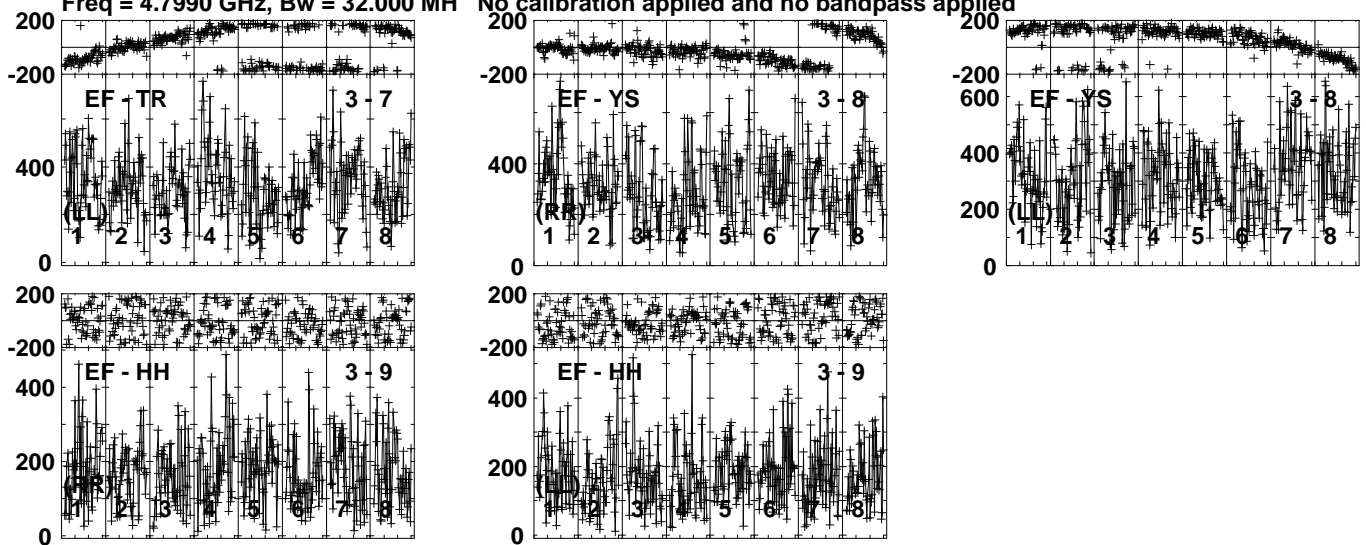 Freq = 4.7990 GHz, Bw = 32.000 MH No calibration applied and no bandpass applied
200
-200
EF - TR 3 - 7
400
(LL)
1 2 3 4 5 6 7 8
0
200
-200
EF - YS 3 - 8
400
(RR)
1 2 3 4 5 6 7 8
0
200
-200
600
EF - YS 3 - 8
400
200
(LL)
1 2 3 4 5 6 7 8
0
200
-200
EF - HH 3 - 9
400
200
(RR)
1 2 3 4 5 6 7 8
0
200
-200
EF - HH 3 - 9
400
200
(LL)
1 2 3 4 5 6 7 8
0